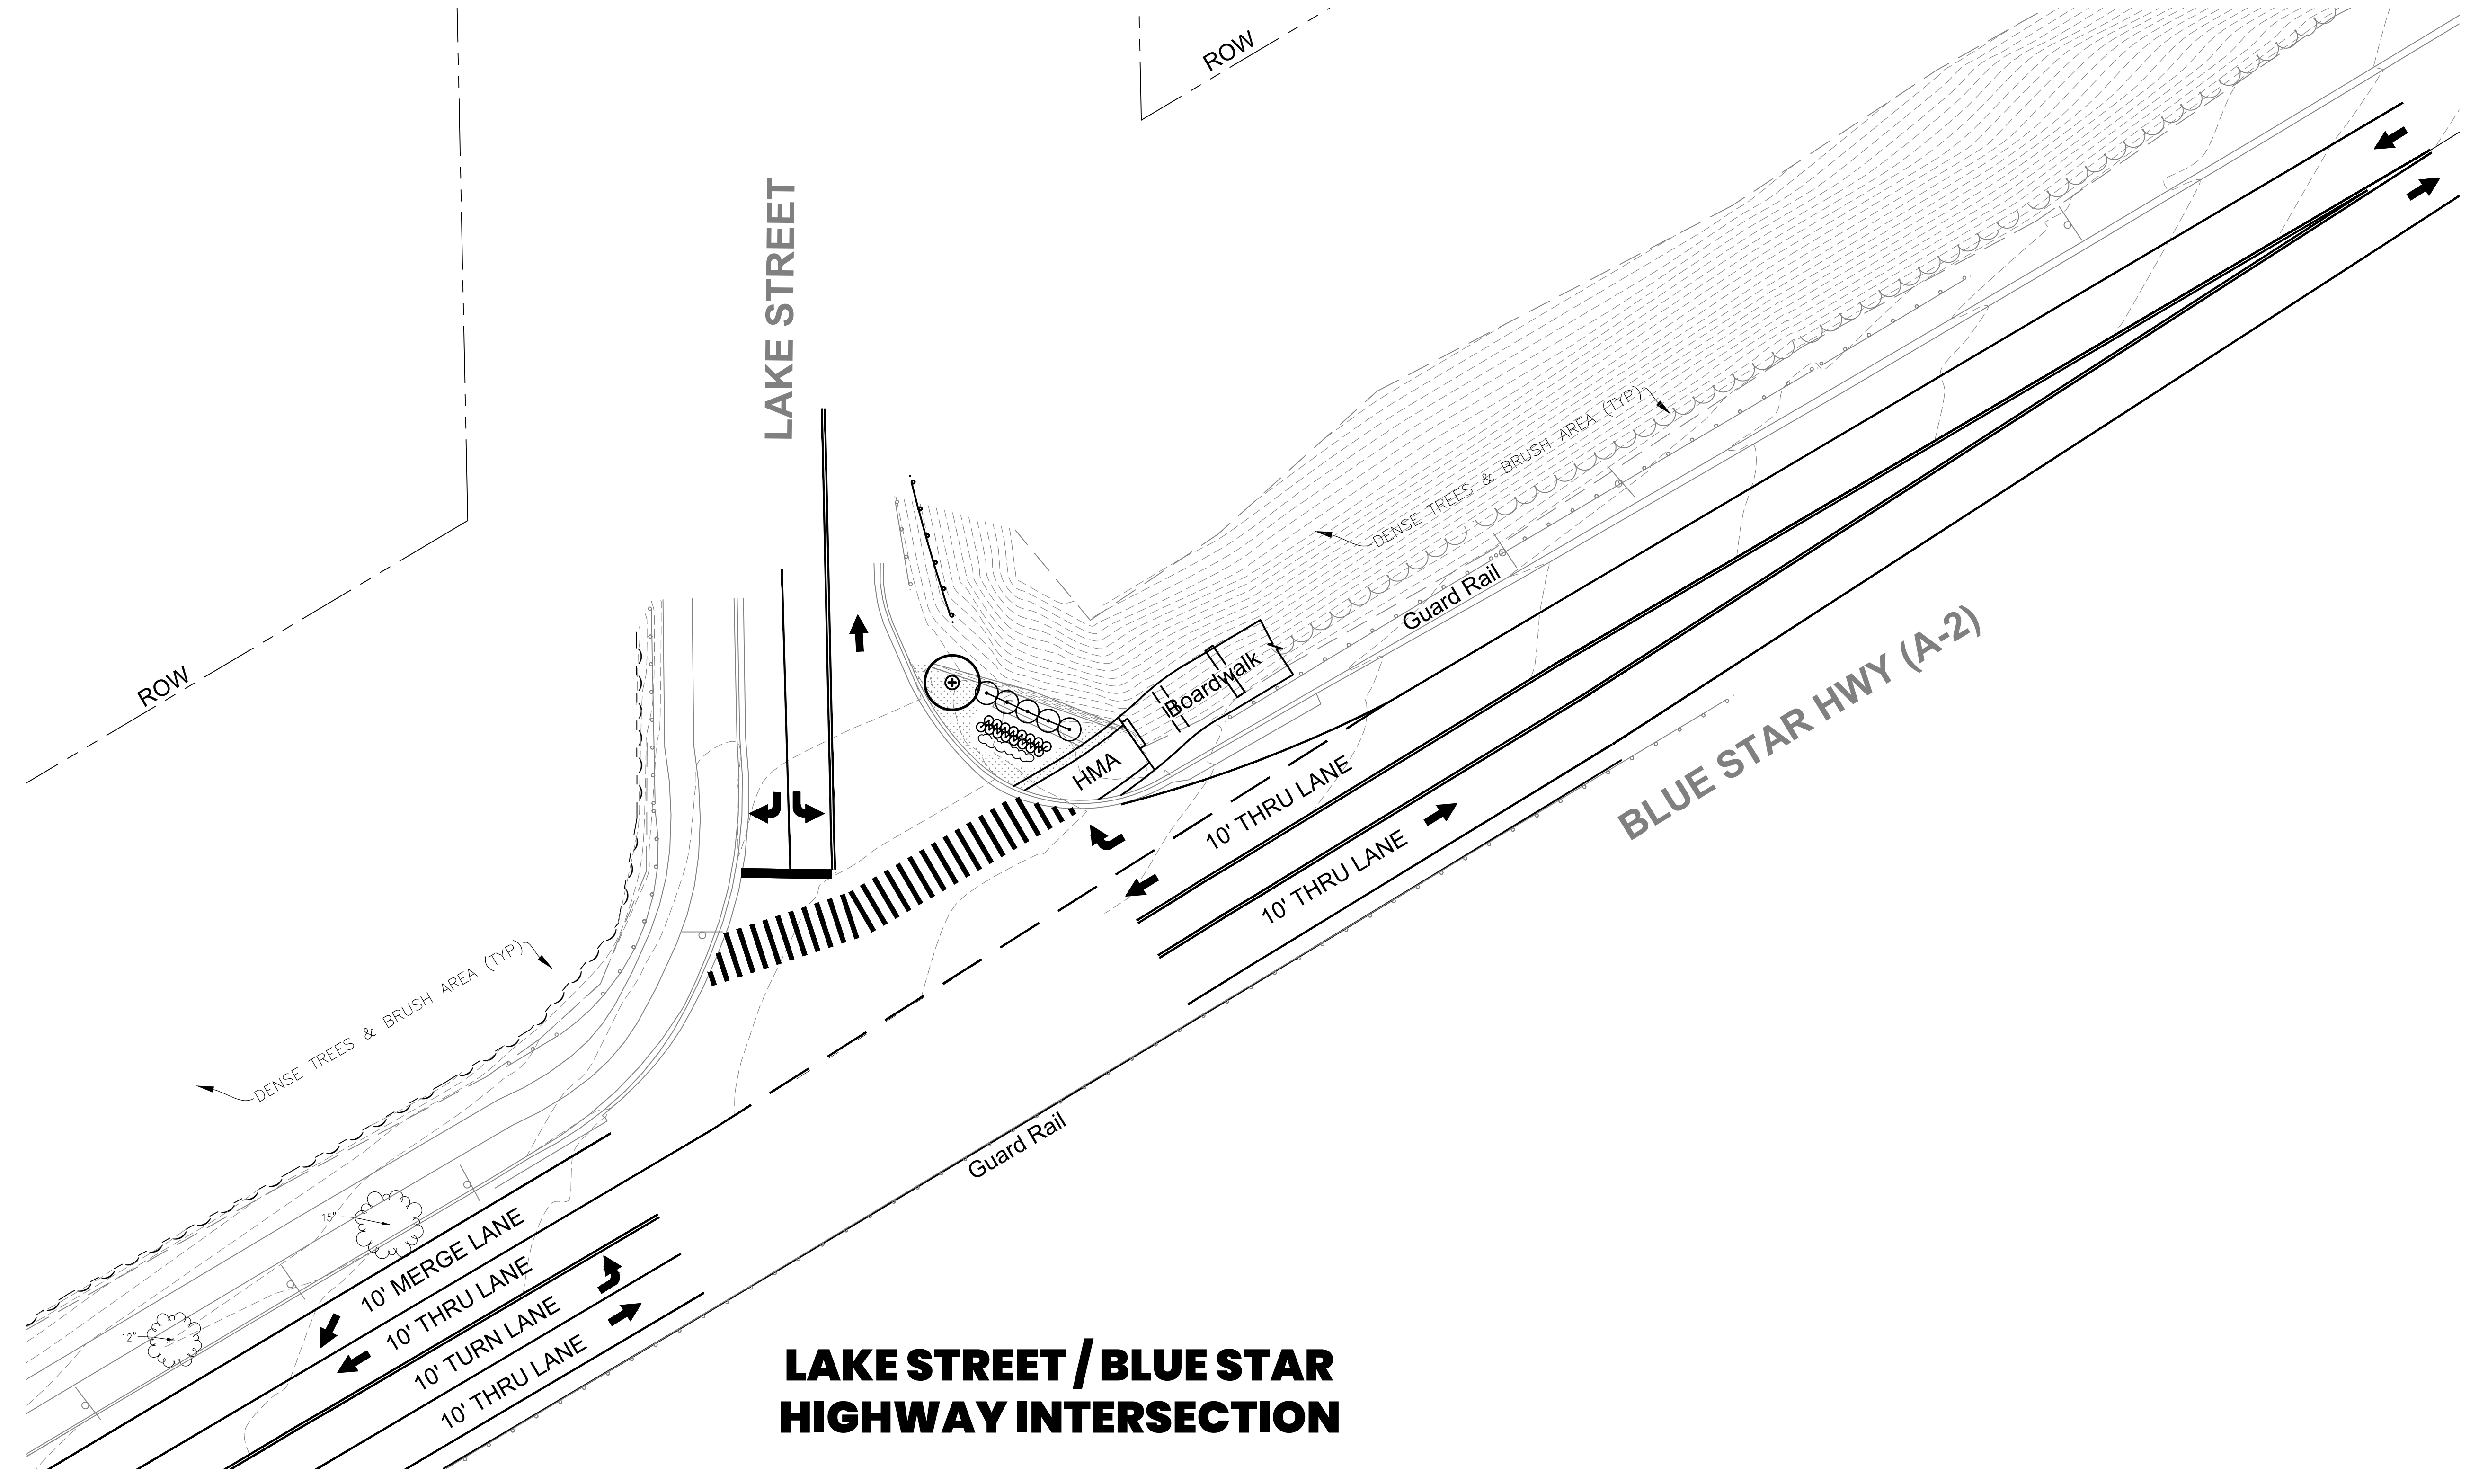 ROW
LAKE STREET
DENSE TREES & BRUSH AREA (TYP)
Guard Rail
Boardwalk
HMA
ROW
BLUE STAR HWY (A-2)
10' THRU LANE
10' THRU LANE
DENSE TREES & BRUSH AREA (TYP)
Guard Rail
15"
12"
10' MERGE LANE
10' THRU LANE
10' TURN LANE
10' THRU LANE
LAKE STREET / BLUE STAR
HIGHWAY INTERSECTION